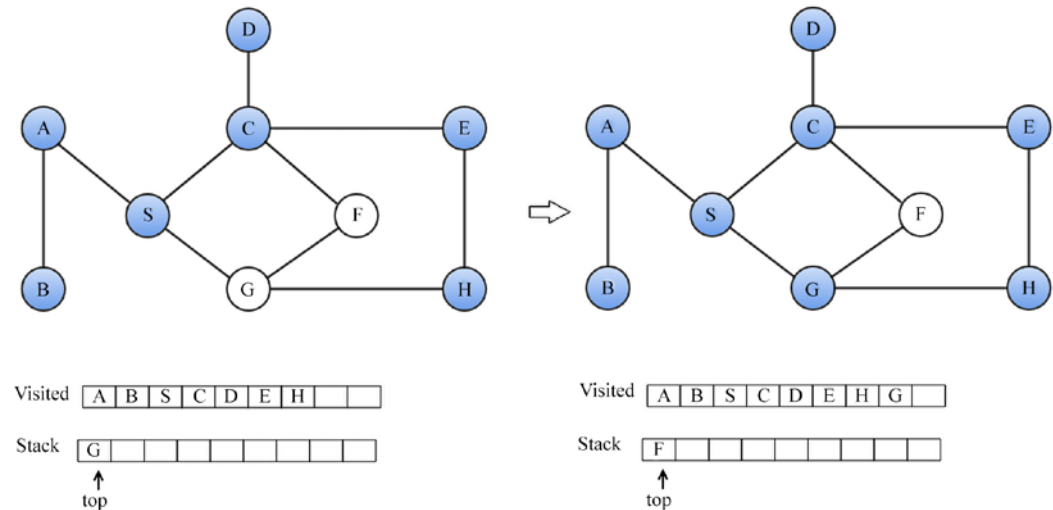 D
D
A
C
E
A
C
E
S
F
S
F
B
G
H
B
G
H
Visited A B S C D E H
Stack G
top
Visited A B S C D E H G
Stack F
top